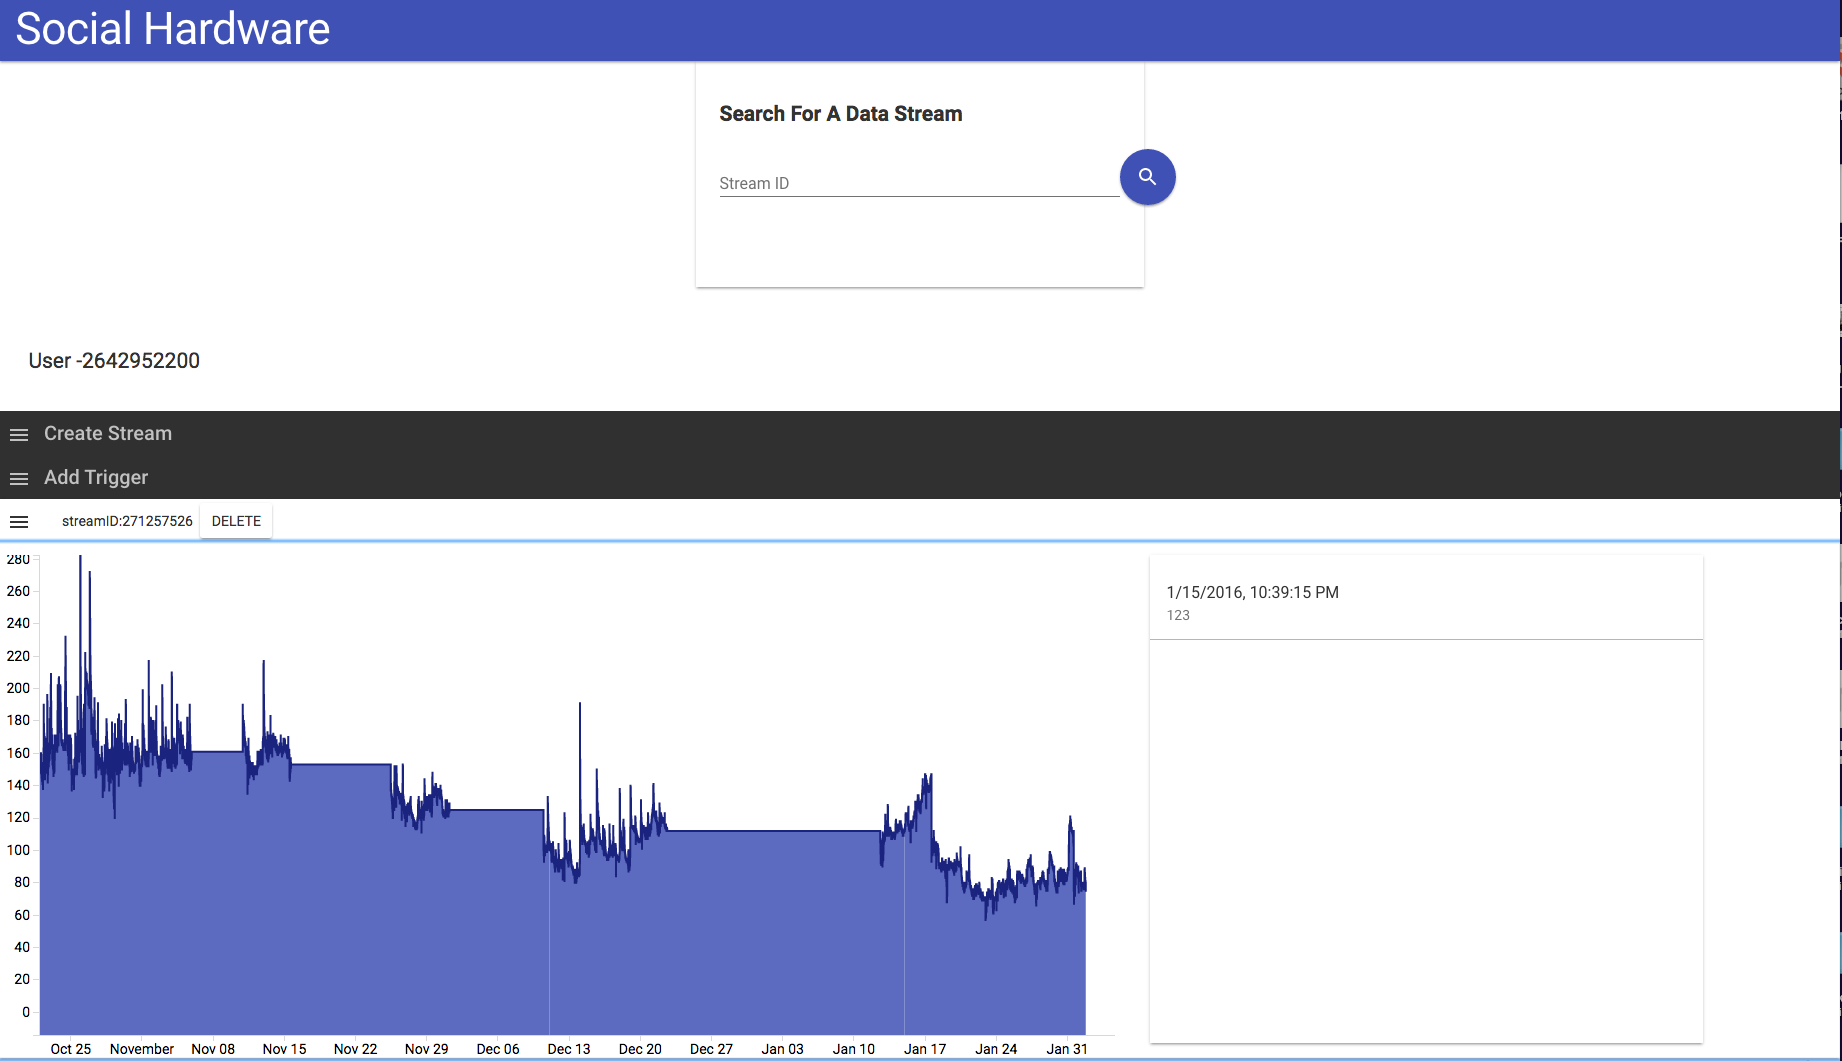 Social Hardware
Search For A Data Stream
Stream ID
User -2642952200
Create Stream
Add Trigger
streamID:271257526 DELETE
280
260
240
220
200
180
160
140
120
100
80
60
40
20
0
Oct 25 November Nov 08 Nov 15 Nov 22 Nov 29 Dec 06 Dec 13 Dec 20 Dec 27 Jan 03 Jan 10 Jan 17 Jan 24 Jan 31
1/15/2016, 10:39:15 PM
123